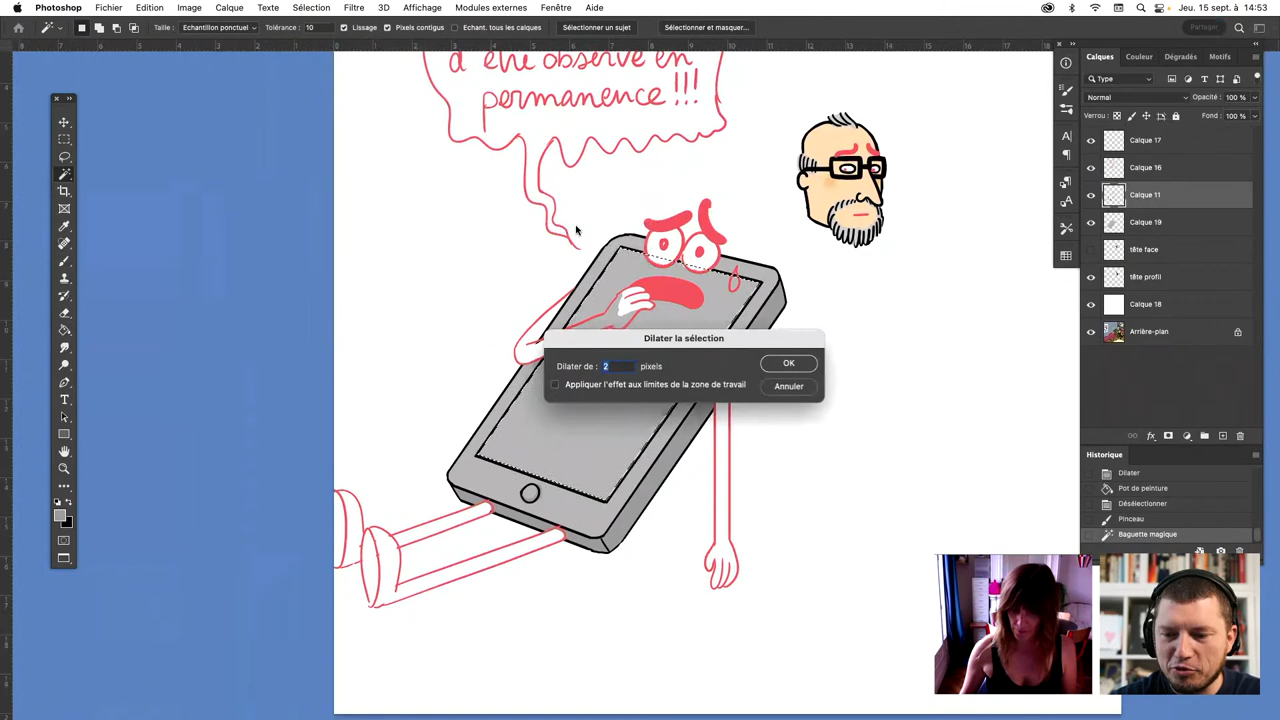 Photoshop Fichier Edition Image Calque Texte Sélection Filtre 3D Affichage Modules externes Fenêtre Aide Jeu. 15 sept. à 14:53
Taille : Echantillon ponctuel Tolérance : 10 Lissage Pixels contigus Echant. tous les calques Sélectionner un sujet Sélectionner et masquer... Partager
d'être observé en
permanence !!!
Dilater la sélection
Dilater de : 2 pixels
Appliquer l'effet aux limites de la zone de travail
OK
Annuler
Calques Couleur Dégradés Motifs
Type
Normal Opacité : 100 %
Verrou : Fond : 100 %
Calque 17
Calque 16
Calque 11
Calque 19
tête face
tête profil
Calque 18
Arrière-plan
Historique
Dilater
Pot de peinture
Désélectionner
Pinceau
Baguette magique